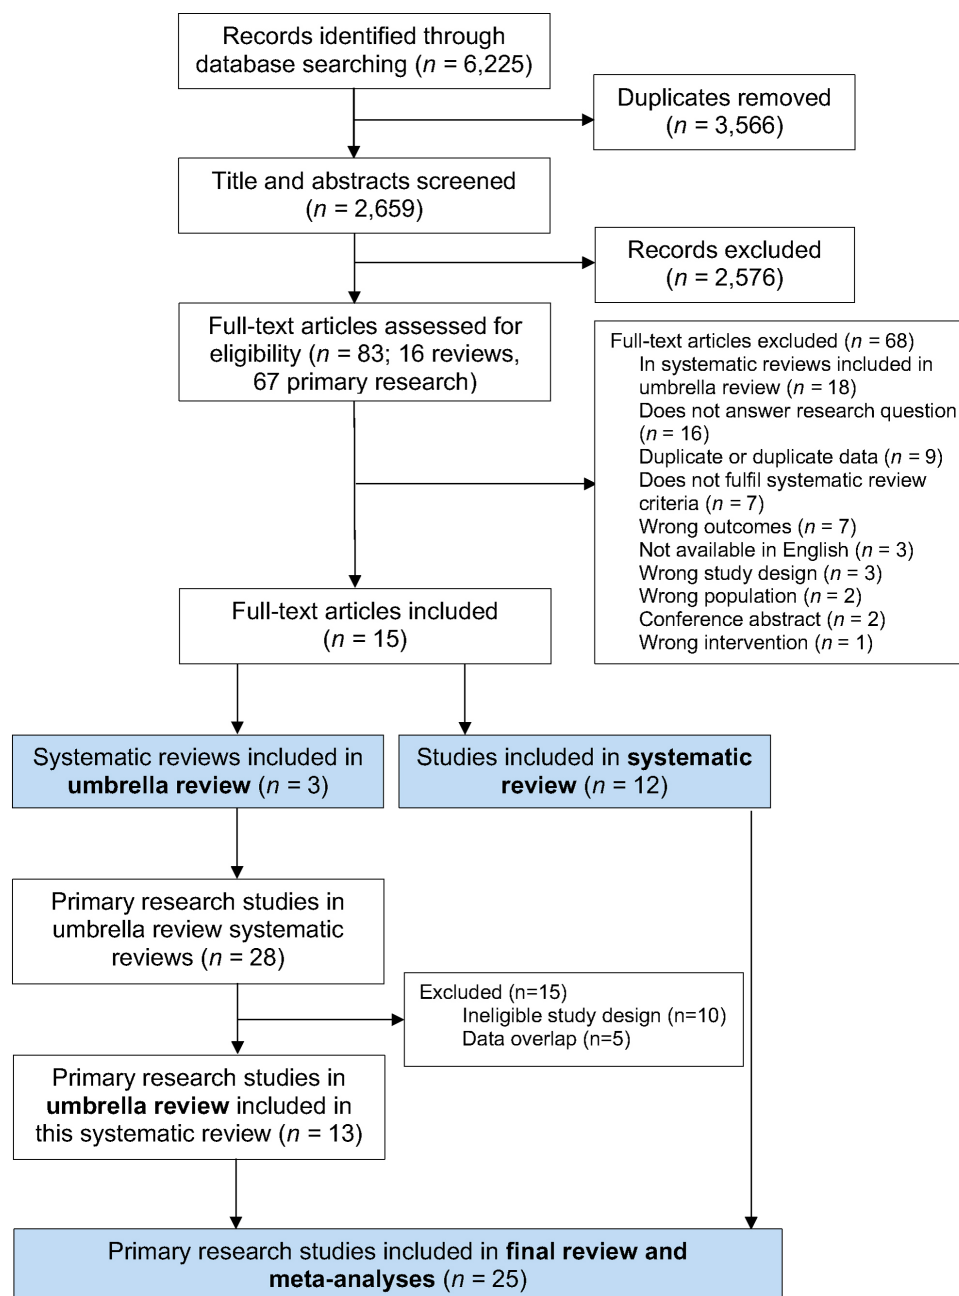 Records identified through
database searching (n = 6,225)
Duplicates removed
(n = 3,566)
Title and abstracts screened
(n = 2,659)
Records excluded
(n = 2,576)
Full-text articles assessed for
eligibility (n = 83; 16 reviews,
67 primary research)
Full-text articles excluded (n = 68)
In systematic reviews included in
umbrella review (n = 18)
Does not answer research question
(n = 16)
Duplicate or duplicate data (n = 9)
Does not fulfil systematic review
criteria (n = 7)
Wrong outcomes (n = 7)
Not available in English (n = 3)
Wrong study design (n = 3)
Wrong population (n = 2)
Conference abstract (n = 2)
Wrong intervention (n = 1)
Full-text articles included
(n = 15)
Systematic reviews included in
umbrella review (n = 3)
Studies included in systematic
review (n = 12)
Primary research studies in
umbrella review systematic
reviews (n = 28)
Excluded (n=15)
Ineligible study design (n=10)
Data overlap (n=5)
Primary research studies in
umbrella review included in
this systematic review (n = 13)
Primary research studies included in final review and
meta-analyses (n = 25)